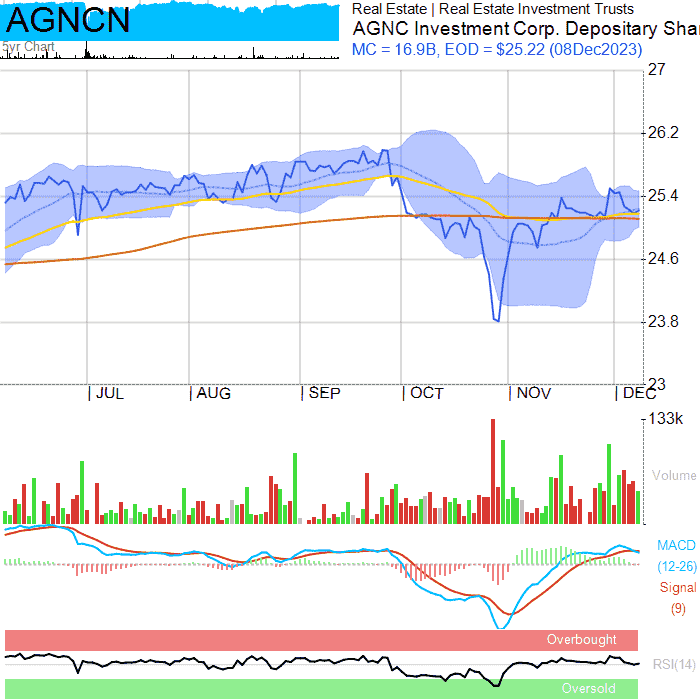 AGNCN
5yr Chart
Real Estate | Real Estate Investment Trusts
AGNC Investment Corp. Depositary Shar
MC = 16.9B, EOD = $25.22 (08Dec2023)
27
26.2
25.4
24.6
23.8
23
JUL
AUG
SEP
OCT
NOV
DEC
133k
Volume
MACD
(12-26)
Signal
(9)
Overbought
RSI(14)
Oversold